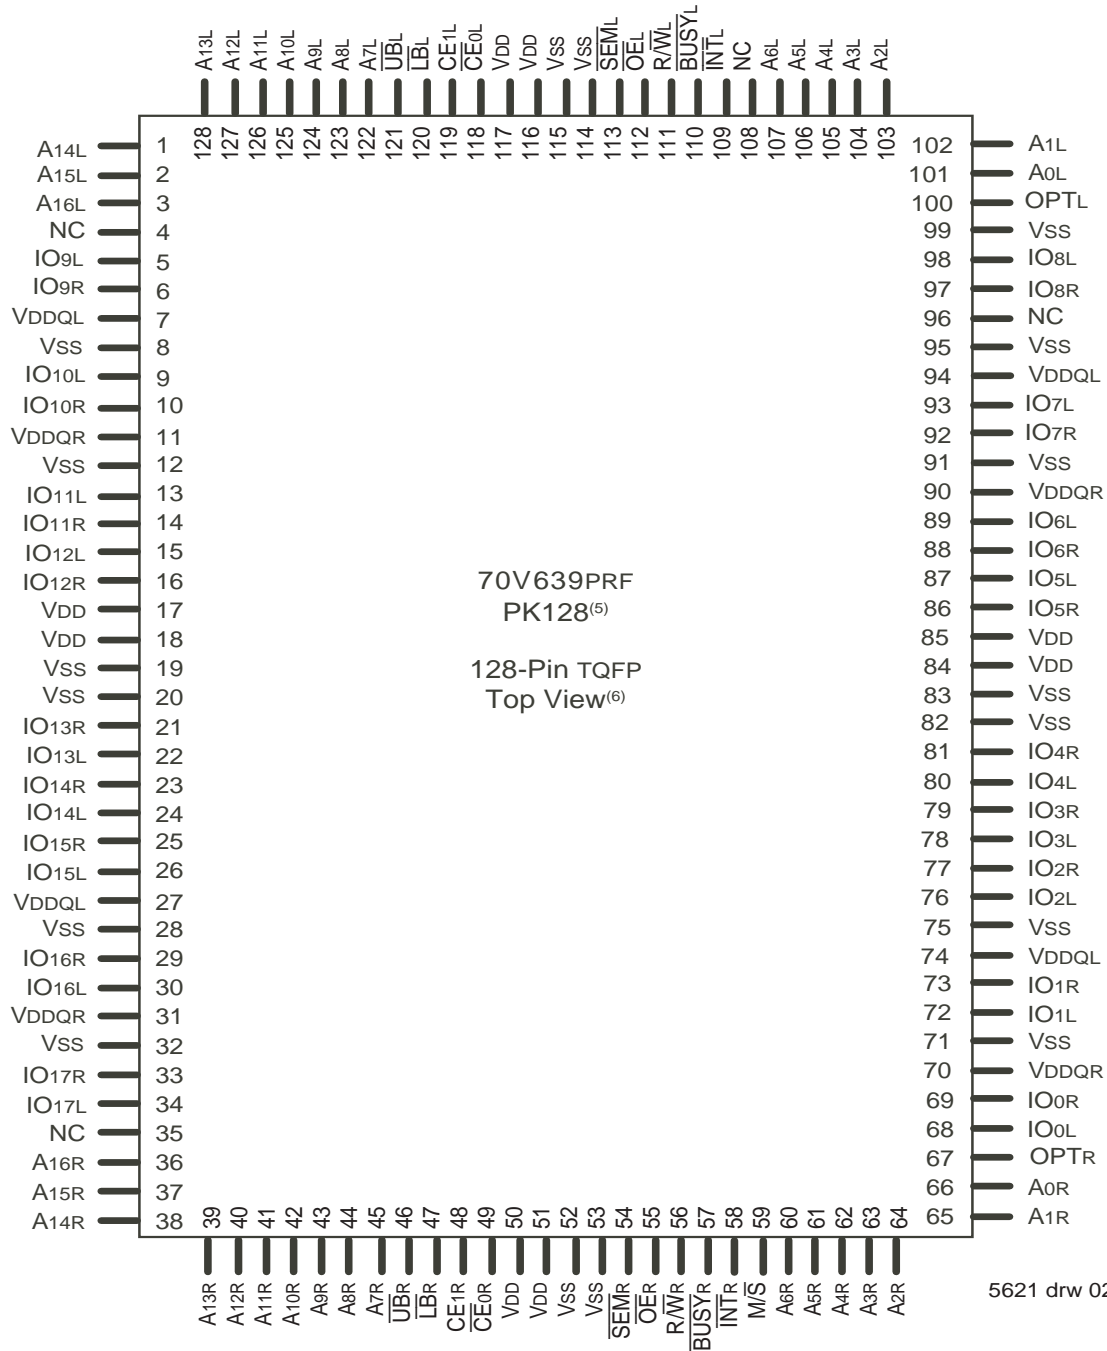 A13L A12L A11L A10L A9L A8L A7L UBL LBL CE1L CE0L VDD VDD VSS VSS SEML OEL R/WL BUSYL INTL NC A6L A5L A4L A3L A2L
128 127 126 125 124 123 122 121 120 119 118 117 116 115 114 113 112 111 110 109 108 107 106 105 104 103
A14L 1
A15L 2
A16L 3
NC 4
IO9L 5
IO9R 6
VDDQL 7
VSS 8
IO10L 9
IO10R 10
VDDQR 11
VSS 12
IO11L 13
IO11R 14
IO12L 15
IO12R 16
VDD 17
VDD 18
VSS 19
VSS 20
IO13R 21
IO13L 22
IO14R 23
IO14L 24
IO15R 25
IO15L 26
VDDQL 27
VSS 28
IO16R 29
IO16L 30
VDDQR 31
VSS 32
IO17R 33
IO17L 34
NC 35
A16R 36
A15R 37
A14R 38
70V639PRF
PK128(5)
128-Pin TQFP
Top View(6)
102 A1L
101 A0L
100 OPTL
99 VSS
98 IO8L
97 IO8R
96 NC
95 VSS
94 VDDQL
93 IO7L
92 IO7R
91 VSS
90 VDDQR
89 IO6L
88 IO6R
87 IO5L
86 IO5R
85 VDD
84 VDD
83 VSS
82 VSS
81 IO4R
80 IO4L
79 IO3R
78 IO3L
77 IO2R
76 IO2L
75 VSS
74 VDDQL
73 IO1R
72 IO1L
71 VSS
70 VDDQR
69 IO0R
68 IO0L
67 OPTR
66 A0R
65 A1R
39 40 41 42 43 44 45 46 47 48 49 50 51 52 53 54 55 56 57 58 59 60 61 62 63 64
A13R A12R A11R A10R A9R A8R A7R UBR LBR CE1R CE0R VDD VDD VSS VSS SEMR OER R/WR BUSYR INTR M/S A6R A5R A4R A3R A2R
5621 drw 02